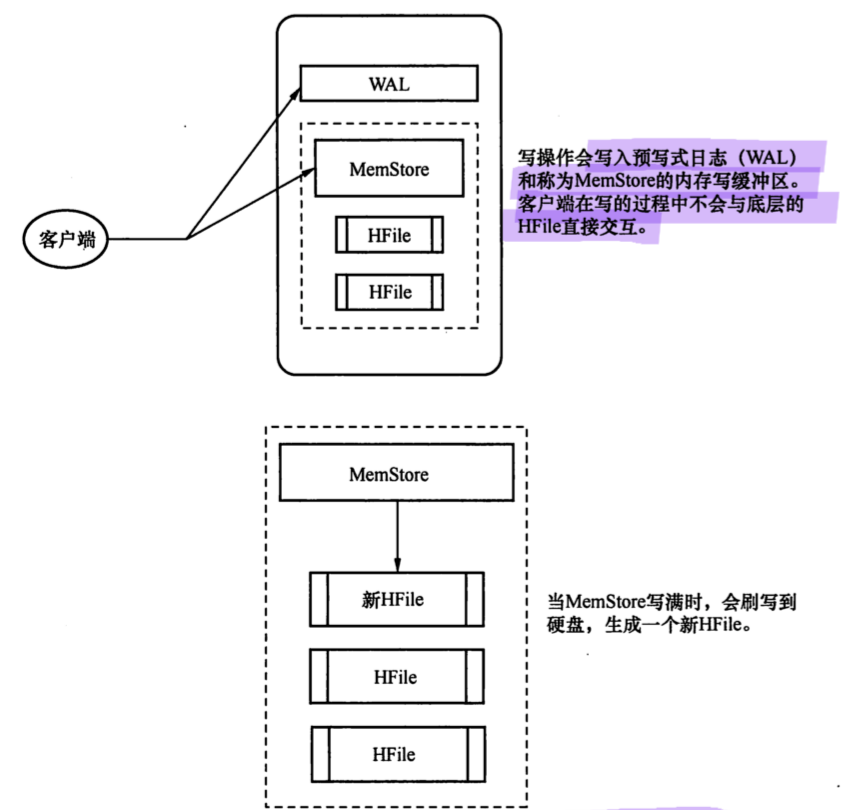 WAL
MemStore
客户端
HFile
HFile
写操作会写入预写式日志（WAL）
和称为MemStore的内存写缓冲区。
客户端在写的过程中不会与底层的
HFile直接交互。
MemStore
新HFile
HFile
HFile
当MemStore写满时，会刷写到
硬盘，生成一个新HFile。